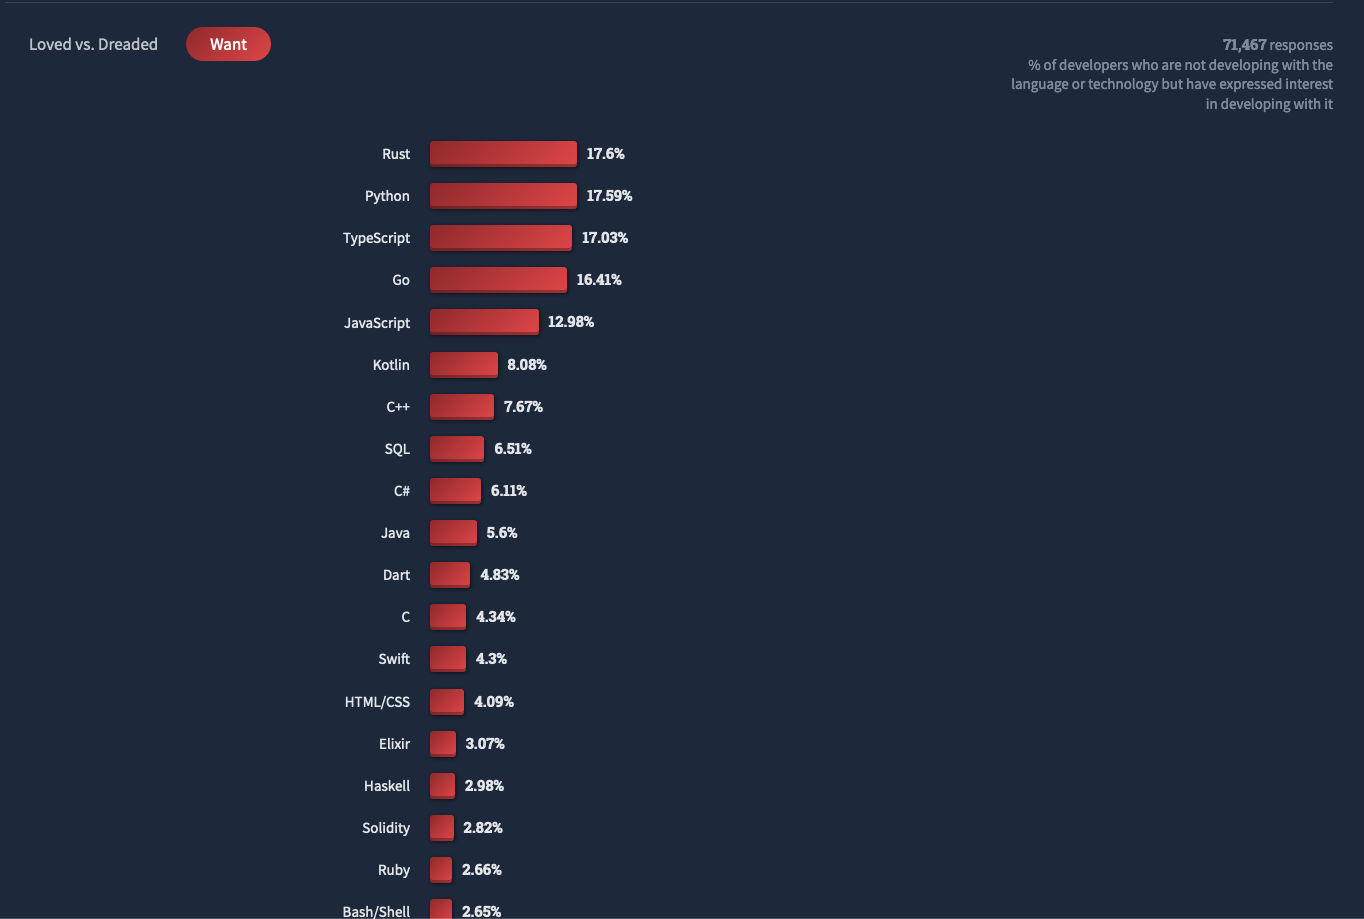 Loved vs. Dreaded Want
71,467 responses
% of developers who are not developing with the
language or technology but have expressed interest
in developing with it
Rust 17.6%
Python 17.59%
TypeScript 17.03%
Go 16.41%
JavaScript 12.98%
Kotlin 8.08%
C++ 7.67%
SQL 6.51%
C# 6.11%
Java 5.6%
Dart 4.83%
C 4.34%
Swift 4.3%
HTML/CSS 4.09%
Elixir 3.07%
Haskell 2.98%
Solidity 2.82%
Ruby 2.66%
Bash/Shell 2.65%